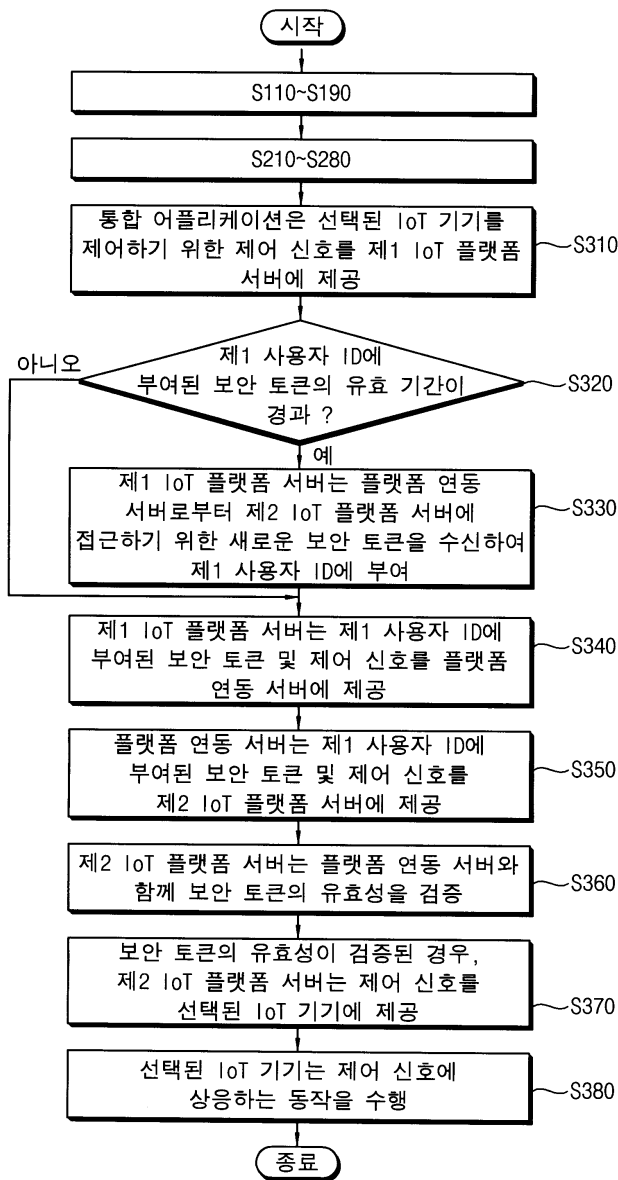 시작
S110~S190
S210~S280
통합 어플리케이션은 선택된 IoT 기기를
제어하기 위한 제어 신호를 제1 IoT 플랫폼
서버에 제공
S310
아니오
제1 사용자 ID에
부여된 보안 토큰의 유효 기간이
경과 ?
S320
예
제1 IoT 플랫폼 서버는 플랫폼 연동
서버로부터 제2 IoT 플랫폼 서버에
접근하기 위한 새로운 보안 토큰을 수신하여
제1 사용자 ID에 부여
S330
제1 IoT 플랫폼 서버는 제1 사용자 ID에
부여된 보안 토큰 및 제어 신호를 플랫폼
연동 서버에 제공
S340
플랫폼 연동 서버는 제1 사용자 ID에
부여된 보안 토큰 및 제어 신호를
제2 IoT 플랫폼 서버에 제공
S350
제2 IoT 플랫폼 서버는 플랫폼 연동 서버와
함께 보안 토큰의 유효성을 검증
S360
보안 토큰의 유효성이 검증된 경우,
제2 IoT 플랫폼 서버는 제어 신호를
선택된 IoT 기기에 제공
S370
선택된 IoT 기기는 제어 신호에
상응하는 동작을 수행
S380
종료